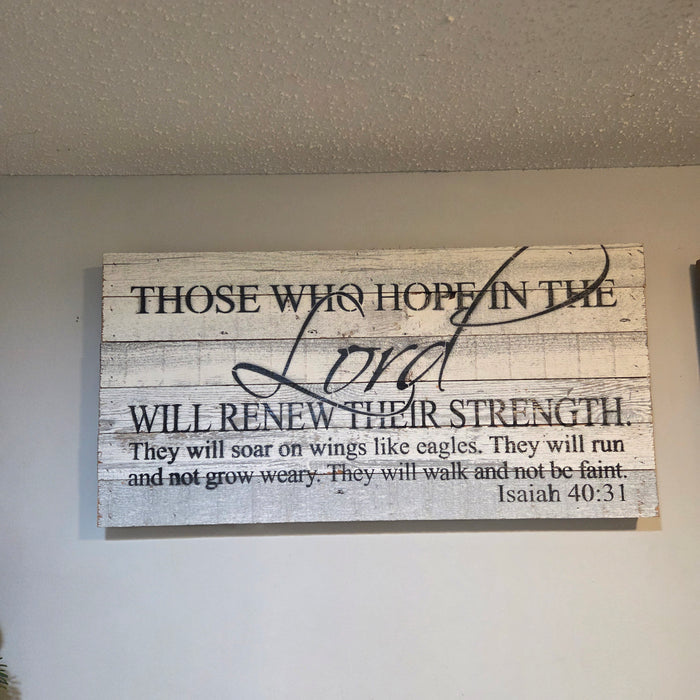 THOSE WHO HOPE IN THE
Lord
WILL RENEW THEIR STRENGTH.
They will soar on wings like eagles. They will run
and not grow weary. They will walk and not be faint.
Isaiah 40:31